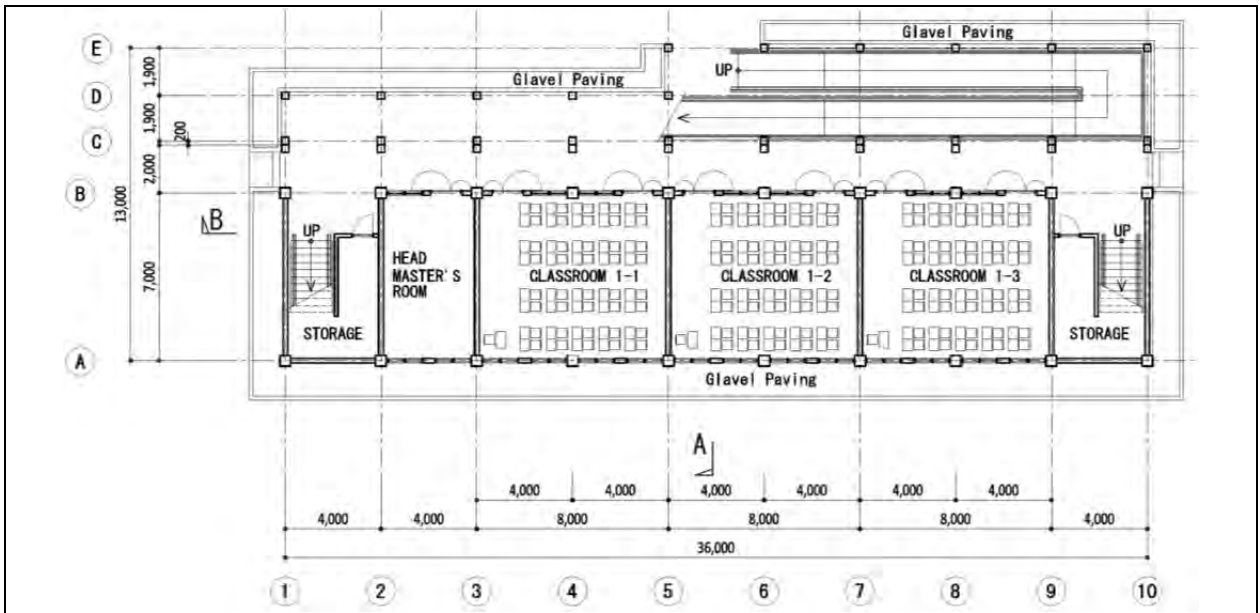 E
Glavel Paving
1,900
UP
Glavel Paving
D
1,900
200
C
2,000
B
13,000
B
UP
UP
7,000
HEAD
MASTER'S
ROOM
CLASSROOM 1-1
CLASSROOM 1-2
CLASSROOM 1-3
STORAGE
STORAGE
A
Glavel Paving
A
4,000 4,000 4,000 4,000 4,000 4,000
4,000 4,000 8,000 8,000 8,000 4,000
36,000
1 2 3 4 5 6 7 8 9 10